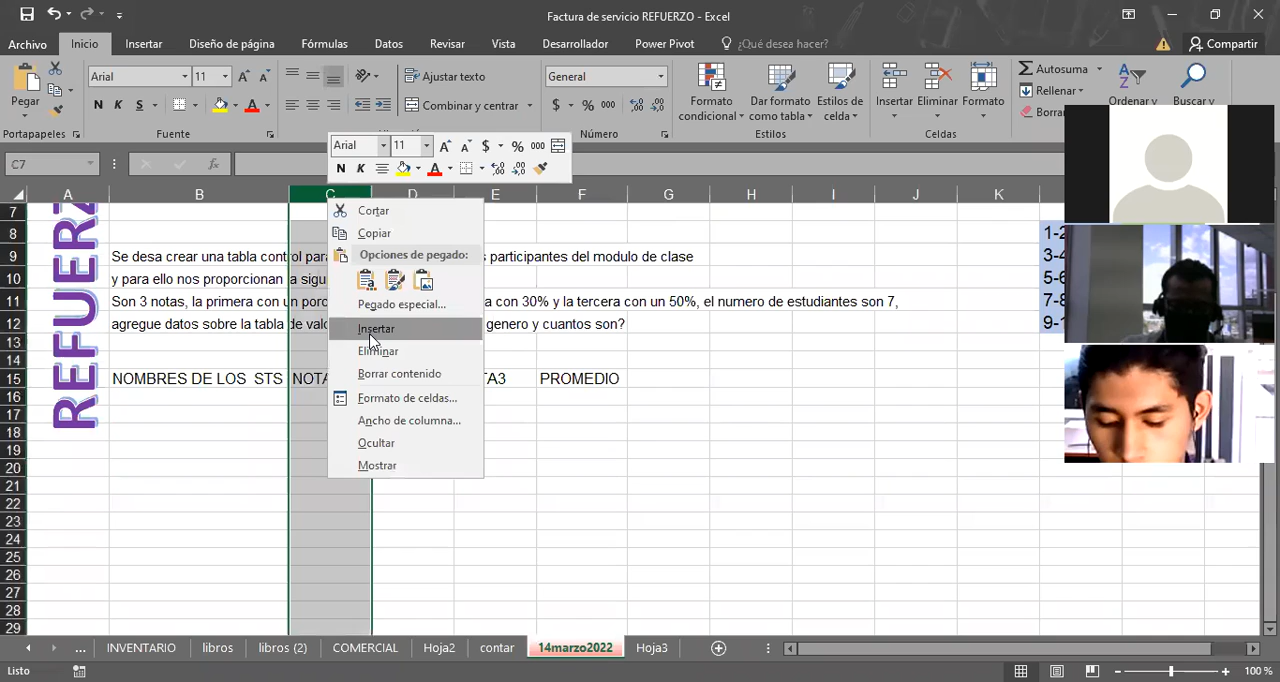 Factura de servicio REFUERZO - Excel
Archivo Inicio Insertar Diseño de página Fórmulas Datos Revisar Vista Desarrollador Power Pivot ¿Qué desea hacer? Compartir
Pegar
Arial 11
N K S
Ajustar texto
Combinar y centrar
General
$ % 000
Formato condicional
Dar formato como tabla
Estilos de celda
Insertar Eliminar Formato
Autosuma
Rellenar
Borrar
Ordenar y
Buscar y
Portapapeles Fuente Número Estilos Celdas
Arial 11 $ % 000
N K
C7
A B C D E F G H I J K
7
8 1-2
9 Se desa crear una tabla control par participantes del modulo de clase 3-4
10 y para ello nos proporcionan la sigu 5-6
11 Son 3 notas, la primera con un porc a con 30% y la tercera con un 50%, el numero de estudiantes son 7, 7-8
12 agregue datos sobre la tabla de valo genero y cuantos son? 9-1
13
14
15 NOMBRES DE LOS STS NOTA TA3 PROMEDIO
16
17
18
19
20
21
22
23
24
25
26
27
28
29
REFUERZ
Cortar
Copiar
Opciones de pegado:
Pegado especial...
Insertar
Eliminar
Borrar contenido
Formato de celdas...
Ancho de columna...
Ocultar
Mostrar
... INVENTARIO libros libros (2) COMERCIAL Hoja2 contar 14marzo2022 Hoja3
Listo
100 %